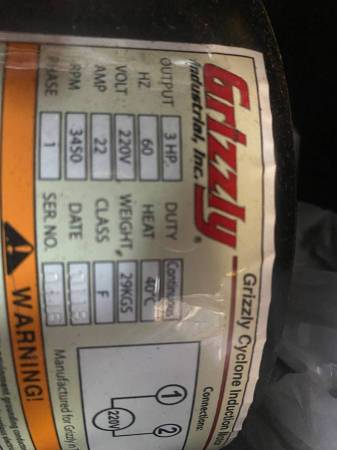 Grizzly®
Industrial, Inc.
Grizzly Cyclone Induction
OUTPUT 3 HP DUTY Continuous
HZ 60 HEAT 40°C
VOLT 220V WEIGHT 29KGS
AMP 22 CLASS F
RPM 3450 DATE
PHASE 1 SER. NO.
Connections:
1 2
220V
Manufactured for Grizzly
WARNING!